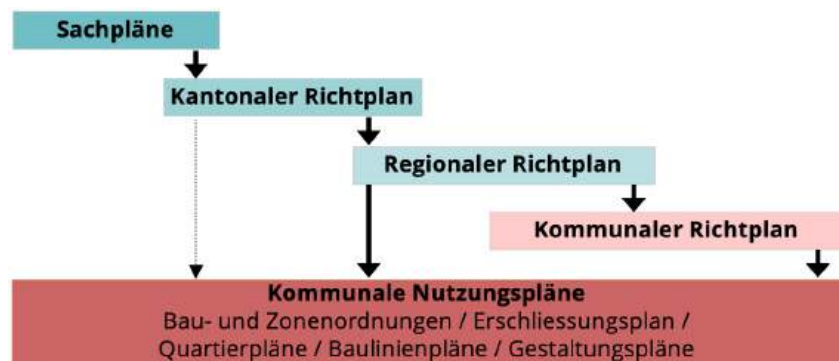 Sachpläne
Kantonaler Richtplan
Regionaler Richtplan
Kommunaler Richtplan
Kommunale Nutzungspläne
Bau- und Zonenordnungen / Erschliessungsplan /
Quartierpläne / Baulinienpläne / Gestaltungspläne